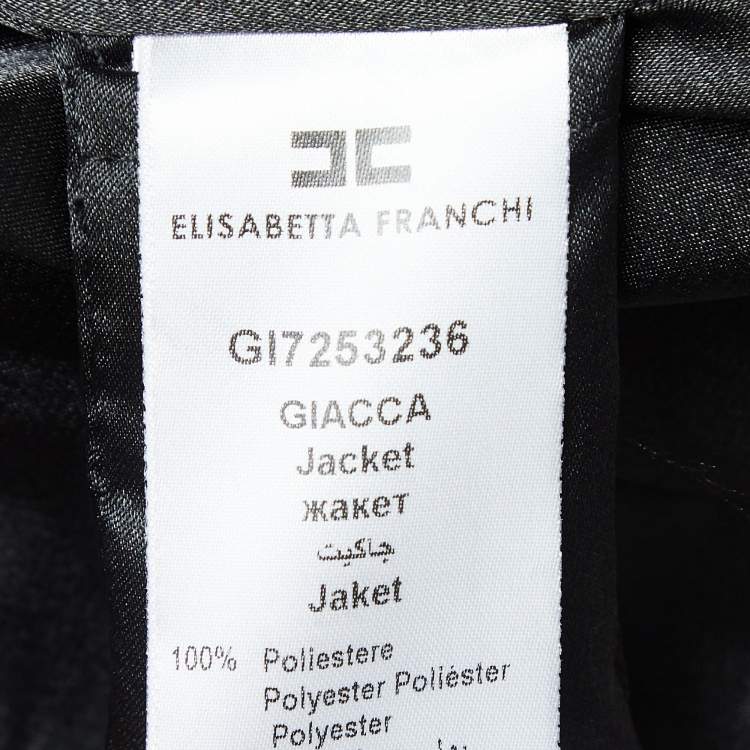 ELISABETTA FRANCHI
GI7253236
GIACCA
Jacket
жакет
جاكيت
Jaket
100% Poliestere
Polyester Poliéster
Polyester